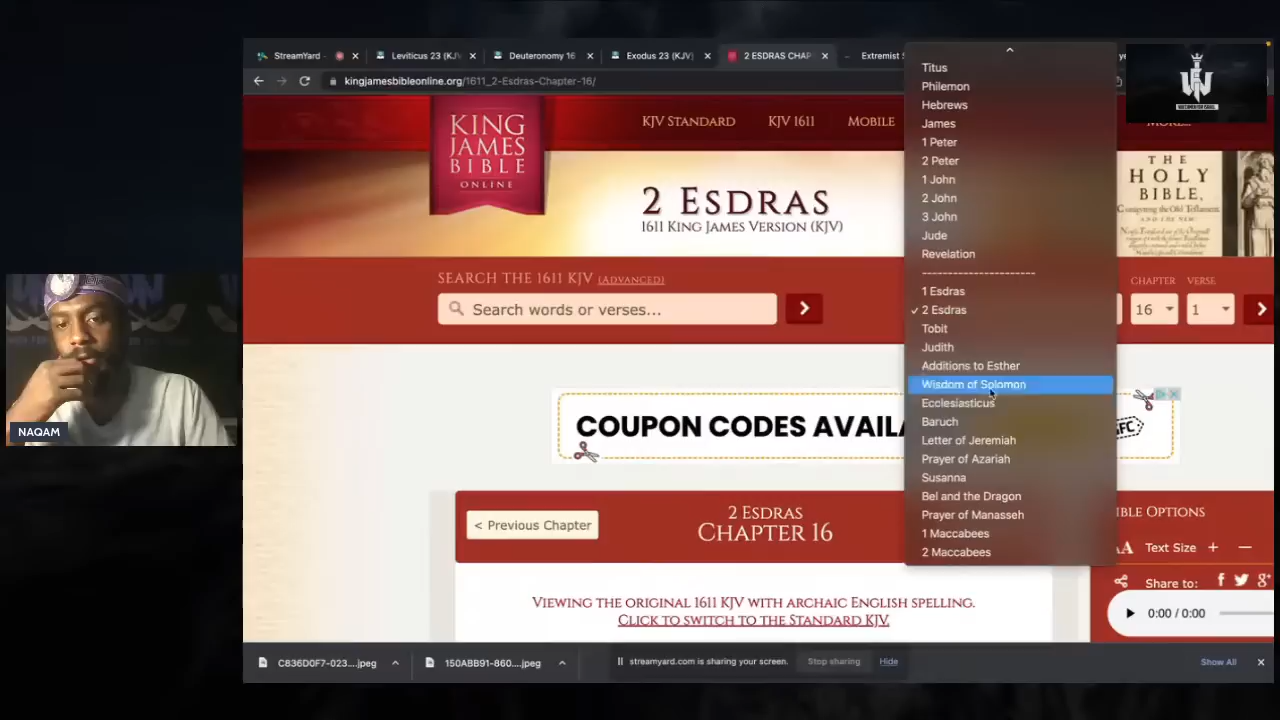 StreamYard
Leviticus 23 (KJV
Deuteronomy 16
Exodus 23 (KJV)
2 ESDRAS CHAP
Extremist
kingjamesbibleonline.org/1611_2-Esdras-Chapter-16/
KING
JAMES
BIBLE
ONLINE
KJV STANDARD
KJV 1611
MOBILE
MORE...
2 ESDRAS
1611 KING JAMES VERSION (KJV)
THE
HOLY
BIBLE,
SEARCH THE 1611 KJV (ADVANCED)
Search words or verses...
CHAPTER
VERSE
16
1
Titus
Philemon
Hebrews
James
1 Peter
2 Peter
1 John
2 John
3 John
Jude
Revelation
----------------------
1 Esdras
✓ 2 Esdras
Tobit
Judith
Additions to Esther
Wisdom of Solomon
Ecclesiasticus
Baruch
Letter of Jeremiah
Prayer of Azariah
Susanna
Bel and the Dragon
Prayer of Manasseh
1 Maccabees
2 Maccabees
COUPON CODES AVAIL
NAQAM
< Previous Chapter
2 ESDRAS
CHAPTER 16
IBLE OPTIONS
AA Text Size + —
Share to:
0:00 / 0:00
VIEWING THE ORIGINAL 1611 KJV WITH ARCHAIC ENGLISH SPELLING.
CLICK TO SWITCH TO THE STANDARD KJV.
C836D0F7-023....jpeg
150ABB91-860....jpeg
streamyard.com is sharing your screen.
Stop sharing
Hide
Show All